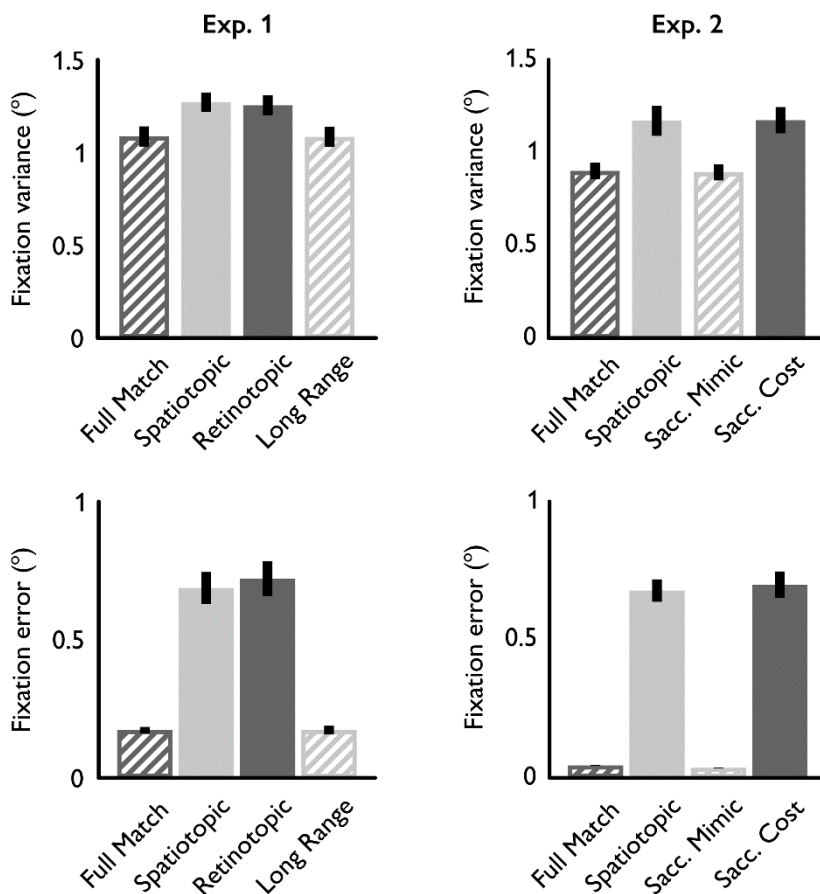 Exp. 1
Fixation variance (°)
1.5
1
0.5
0
Full Match
Spatiotopic
Retinotopic
Long Range
Exp. 2
Fixation variance (°)
1.5
1
0.5
0
Full Match
Spatiotopic
Sacc. Mimic
Sacc. Cost
Fixation error (°)
1
0.5
0
Full Match
Spatiotopic
Retinotopic
Long Range
Fixation error (°)
1
0.5
0
Full Match
Spatiotopic
Sacc. Mimic
Sacc. Cost